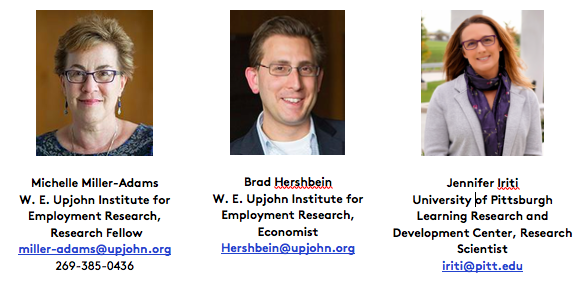 Michelle Miller-Adams
W. E. Upjohn Institute for
Employment Research,
Research Fellow
miller-adams@upjohn.org
269-385-0436
Brad Hershbein
W. E. Upjohn Institute for
Employment Research,
Economist
Hershbein@upjohn.org
Jennifer Iriti
University of Pittsburgh
Learning Research and
Development Center, Research
Scientist
iriti@pitt.edu